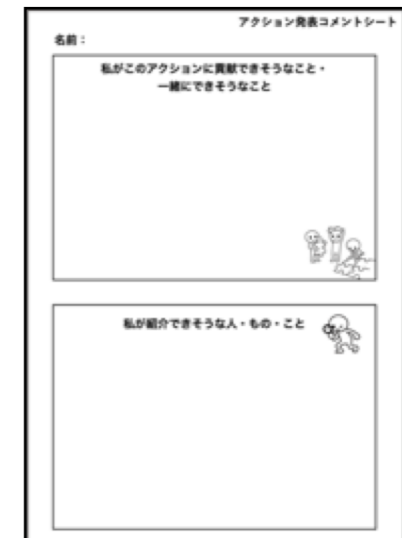 アクション発表コメントシート
名前：
私がこのアクションに貢献できそうなこと・
一緒にできそうなこと
私が紹介できそうな人・もの・こと